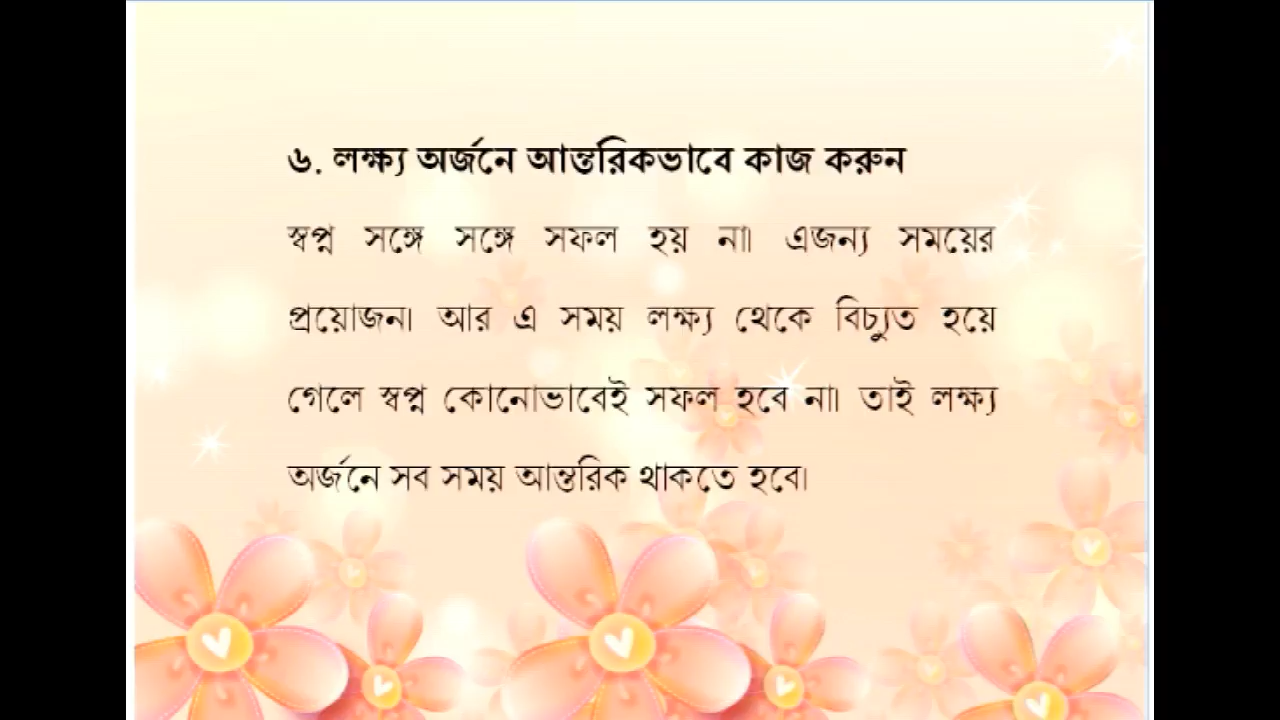 ৬. লক্ষ্য অর্জনে আন্তরিকভাবে কাজ করুন
স্বপ্ন সঙ্গে সঙ্গে সফল হয় না। এজন্য সময়ের
প্রয়োজন। আর এ সময় লক্ষ্য থেকে বিচ্যুত হয়ে
গেলে স্বপ্ন কোনোভাবেই সফল হবে না। তাই লক্ষ্য
অর্জনে সব সময় আন্তরিক থাকতে হবে।